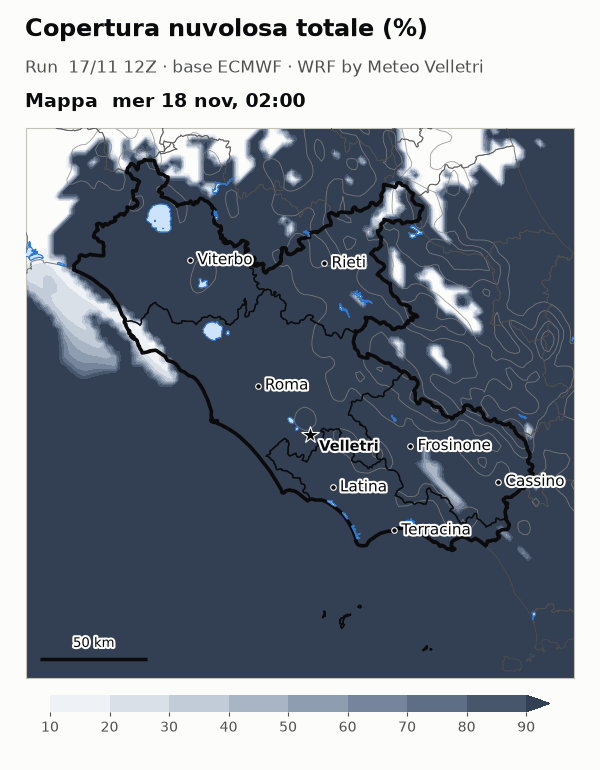 Copertura nuvolosa totale (%)
Run 17/11 12Z · base ECMWF · WRF by Meteo Velletri
Mappa mer 18 nov, 02:00
Viterbo
Rieti
Roma
Velletri
Frosinone
Latina
Cassino
Terracina
50 km
10 20 30 40 50 60 70 80 90